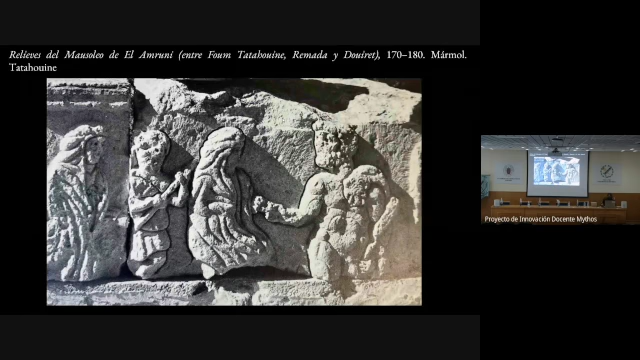 Relieves del Mausoleo de El Amruni (entre Foum Tatahouine, Remada y Douiret), 170–180. Mármol.
Tatahouine
Proyecto de Innovación Docente Mythos